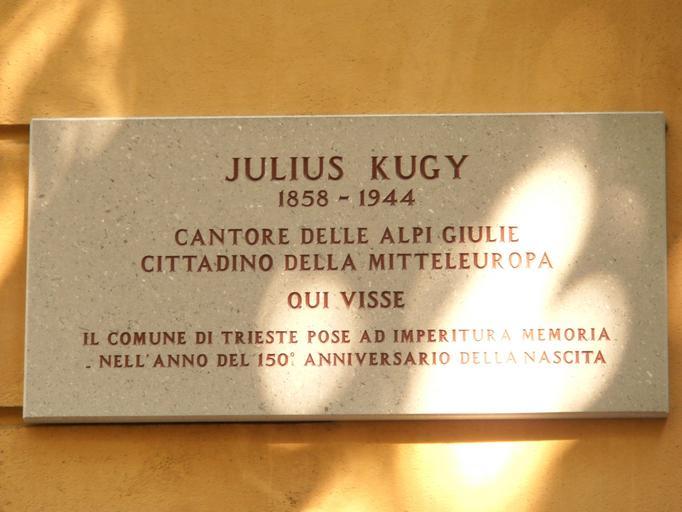 JULIUS KUGY
1858 - 1944
CANTORE DELLE ALPI GIULIE
CITTADINO DELLA MITTELEUROPA
QUI VISSE
IL COMUNE DI TRIESTE POSE AD IMPERITURA MEMORIA
NELL'ANNO DEL 150° ANNIVERSARIO DELLA NASCITA